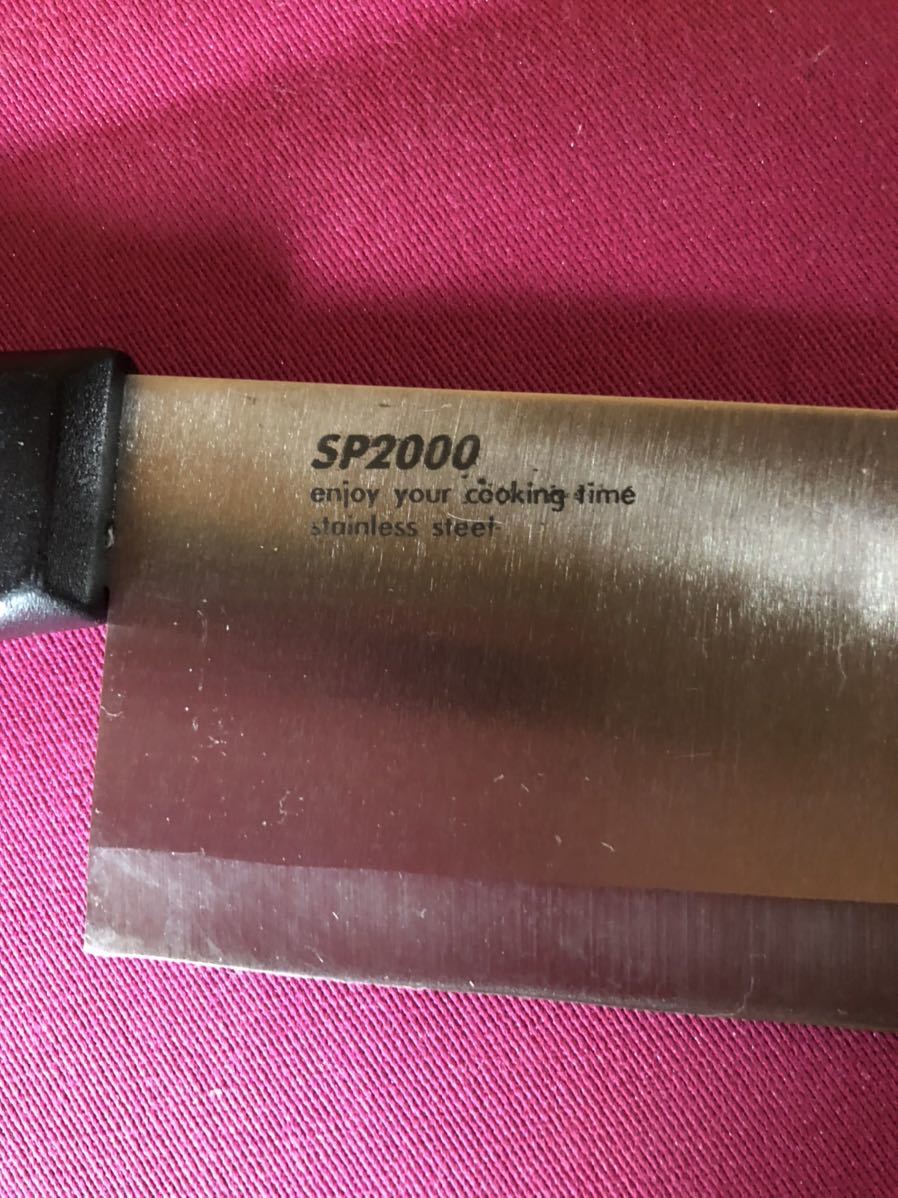 SP2000
enjoy your cooking time
stainless steel